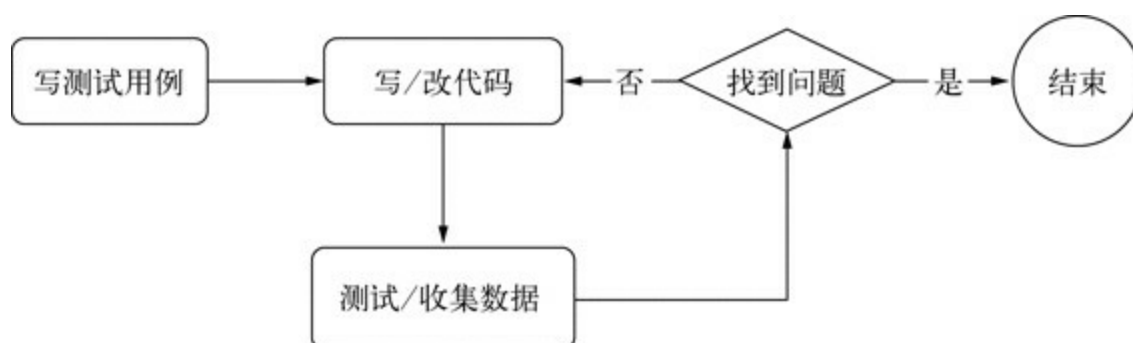 写测试用例
写/改代码
否
找到问题
是
结束
测试/收集数据